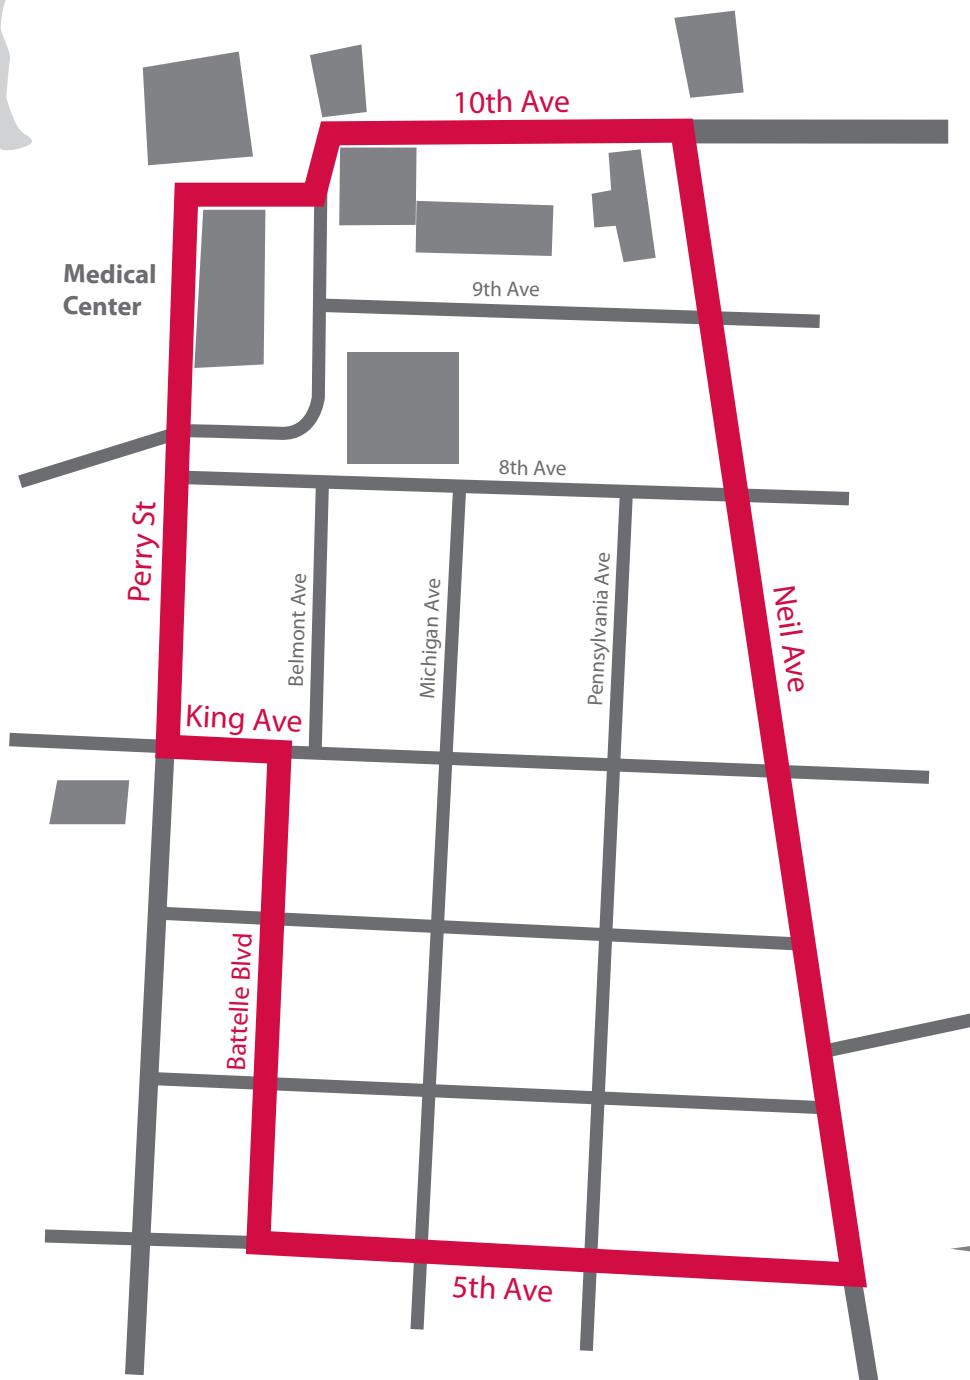 10th Ave
Medical
Center
9th Ave
8th Ave
Perry St
Belmont Ave
Michigan Ave
Pennsylvania Ave
Neil Ave
King Ave
Battelle Blvd
5th Ave